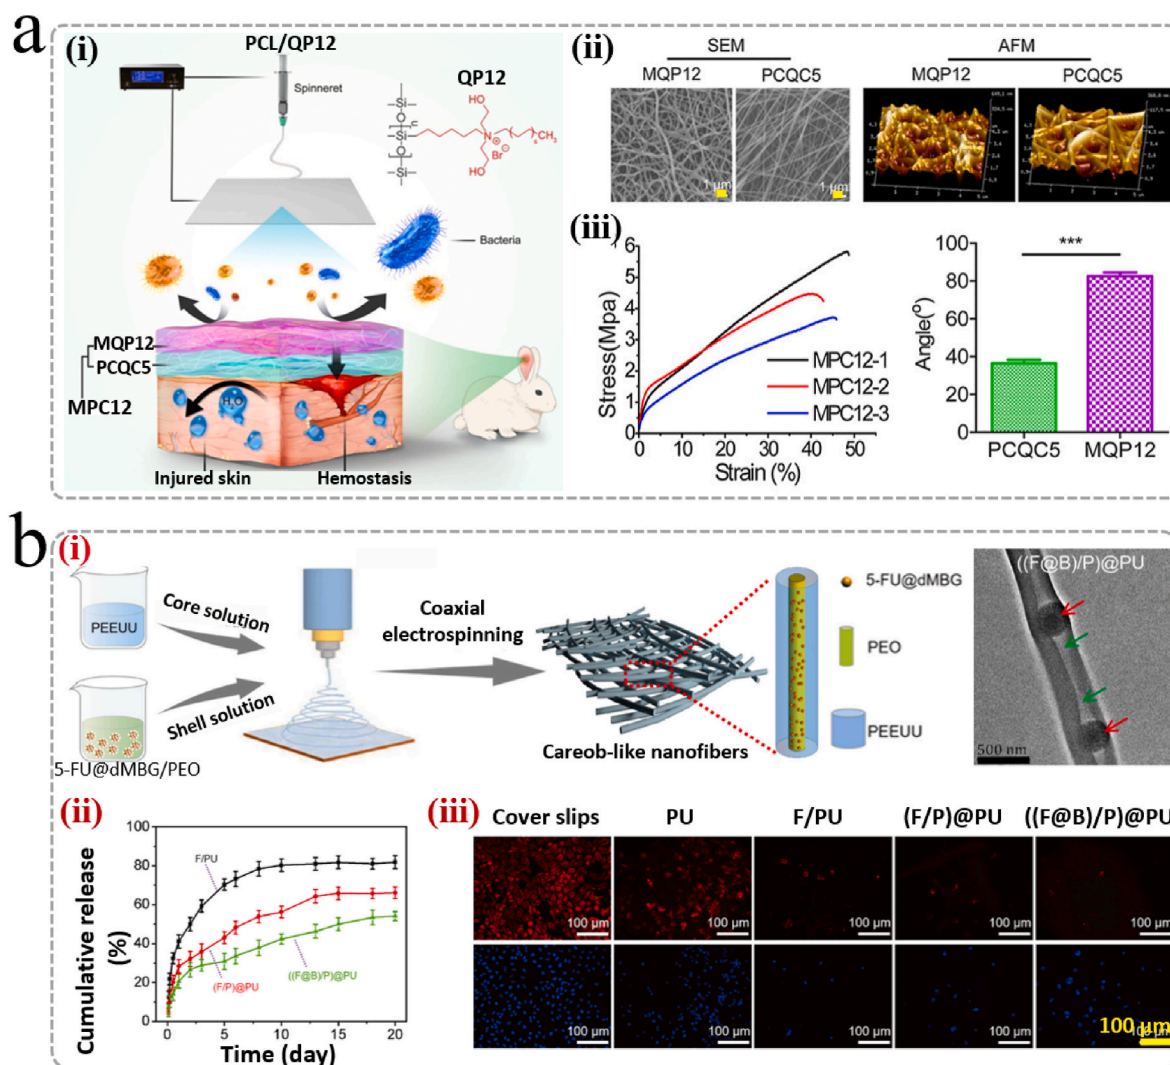 a
(i)
PCL/QP12
Spinneret
QP12
Si
O
n
Si
O
Si
HO
N
⊕
Br
⊖
HO
s
CH3
Bacteria
MQP12
PCQC5
MPC12
H2O
Injured skin
Hemostasis
(ii)
SEM
AFM
MQP12
PCQC5
MQP12
PCQC5
1 μm
1 μm
(iii)
Stress(Mpa)
6
5
4
3
2
1
0
MPC12-1
MPC12-2
MPC12-3
0 10 20 30 40 50
Strain (%)
Angle(°)
100
80
60
40
20
0
***
PCQC5
MQP12
b
(i)
PEEUU
Core solution
Shell solution
5-FU@dMBG/PEO
Coaxial
electrospinning
Careob-like nanofibers
5-FU@dMBG
PEO
PEEUU
((F@B)/P)@PU
500 nm
(ii)
Cumulative release
(%)
100
80
60
40
20
0
F/PU
(F/P)@PU
((F@B)/P)@PU
0 5 10 15 20
Time (day)
(iii)
Cover slips PU F/PU (F/P)@PU ((F@B)/P)@PU
100 μm 100 μm 100 μm 100 μm 100 μm
100 μm 100 μm 100 μm 100 μm 100 μm
100 μm